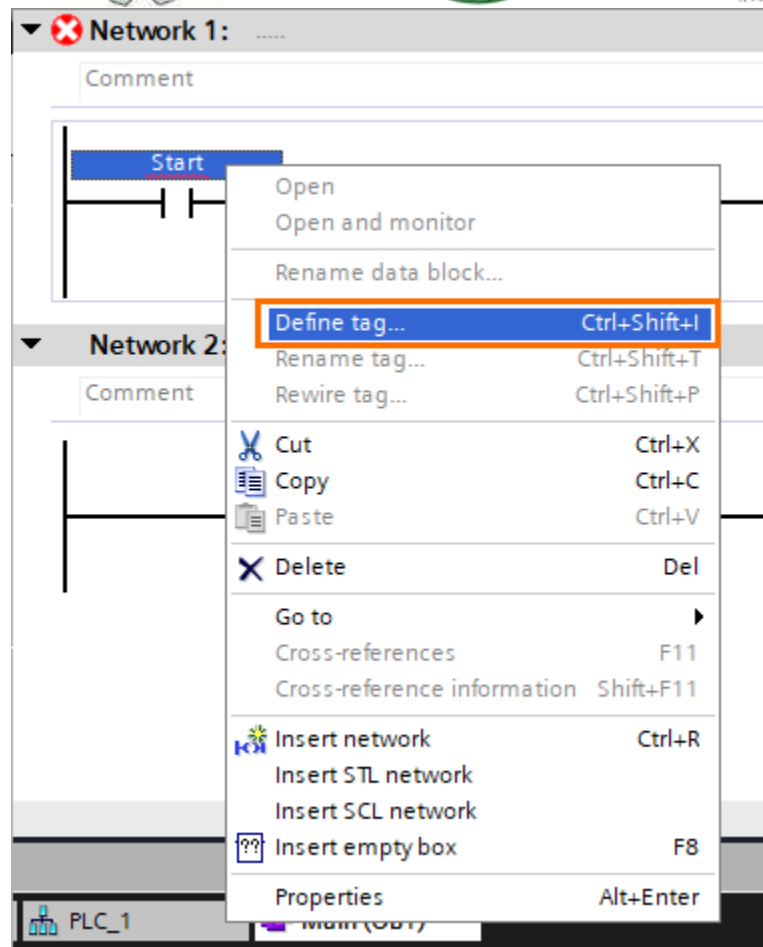 Network 1: .....
Comment
Start
Open
Open and monitor
Rename data block...
Define tag... Ctrl+Shift+I
Network 2:
Rename tag... Ctrl+Shift+T
Comment
Rewire tag... Ctrl+Shift+P
Cut Ctrl+X
Copy Ctrl+C
Paste Ctrl+V
Delete Del
Go to
Cross-references F11
Cross-reference information Shift+F11
Insert network Ctrl+R
Insert STL network
Insert SCL network
?? Insert empty box F8
Properties Alt+Enter
PLC_1
Main (OB1)